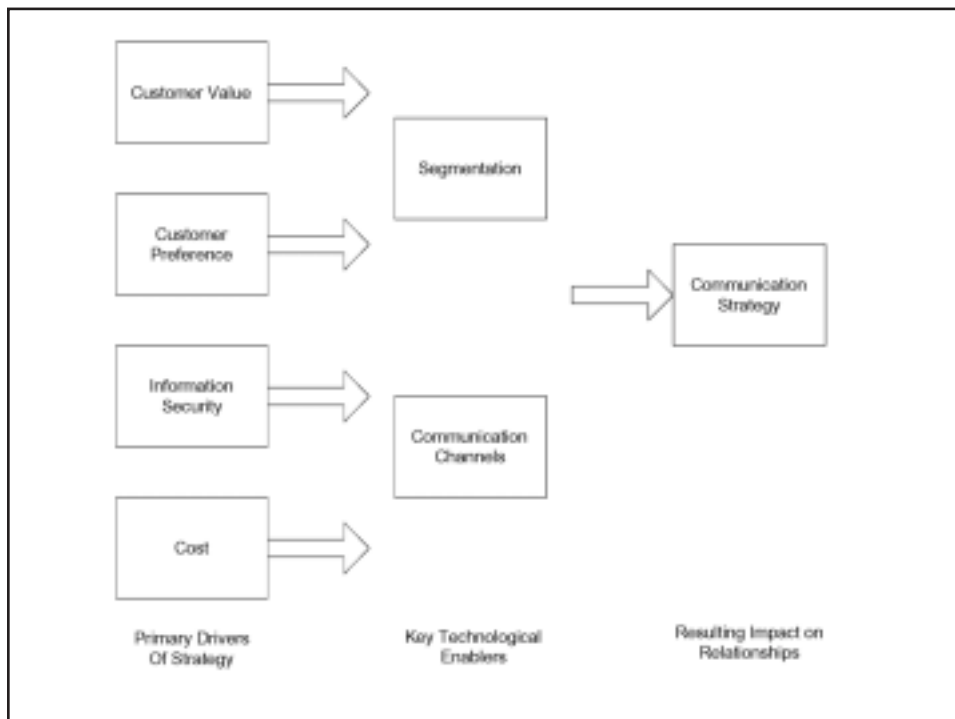 Customer Value
Segmentation
Customer
Preference
Communication
Strategy
Information
Security
Communication
Channels
Cost
Primary Drivers
Of Strategy
Key Technological
Enablers
Resulting Impact on
Relationships